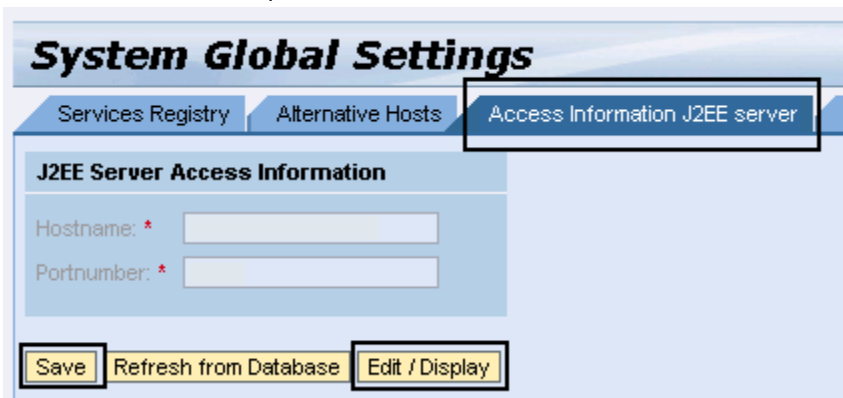 System Global Settings
Services Registry Alternative Hosts Access Information J2EE server
J2EE Server Access Information
Hostname: *
Portnumber: *
Save Refresh from Database Edit / Display